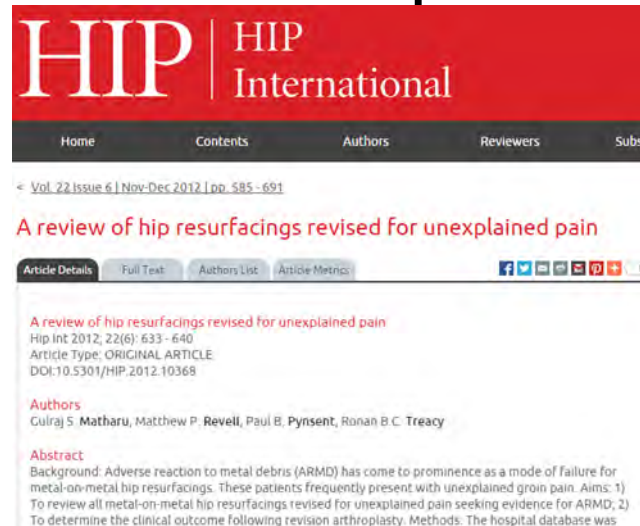 HIP
HIP
International
Home Contents Authors Reviewers Subs
< Vol. 22 Issue 6 | Nov-Dec 2012 | pp. 585 - 691
A review of hip resurfacings revised for unexplained pain
Article Details Full Text Authors List Article Metrics
A review of hip resurfacings revised for unexplained pain
Hip Int 2012; 22(6): 633 - 640
Article Type: ORIGINAL ARTICLE
DOI:10.5301/HIP.2012.10368
Authors
Gulraj S. Matharu, Matthew P. Revell, Paul B. Pynsent, Ronan B.C. Treacy
Abstract
Background: Adverse reaction to metal debris (ARMD) has come to prominence as a mode of failure for
metal-on-metal hip resurfacings. These patients frequently present with unexplained groin pain. Aims: 1)
To review all metal-on-metal hip resurfacings revised for unexplained pain seeking evidence for ARMD; 2)
To determine the clinical outcome following revision arthroplasty. Methods: The hospital database was